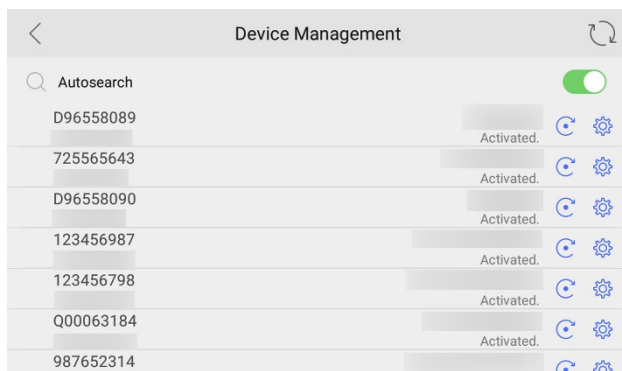 Device Management
Autosearch
D96558089
Activated.
725565643
Activated.
D96558090
Activated.
123456987
Activated.
123456798
Activated.
Q00063184
Activated.
987652314